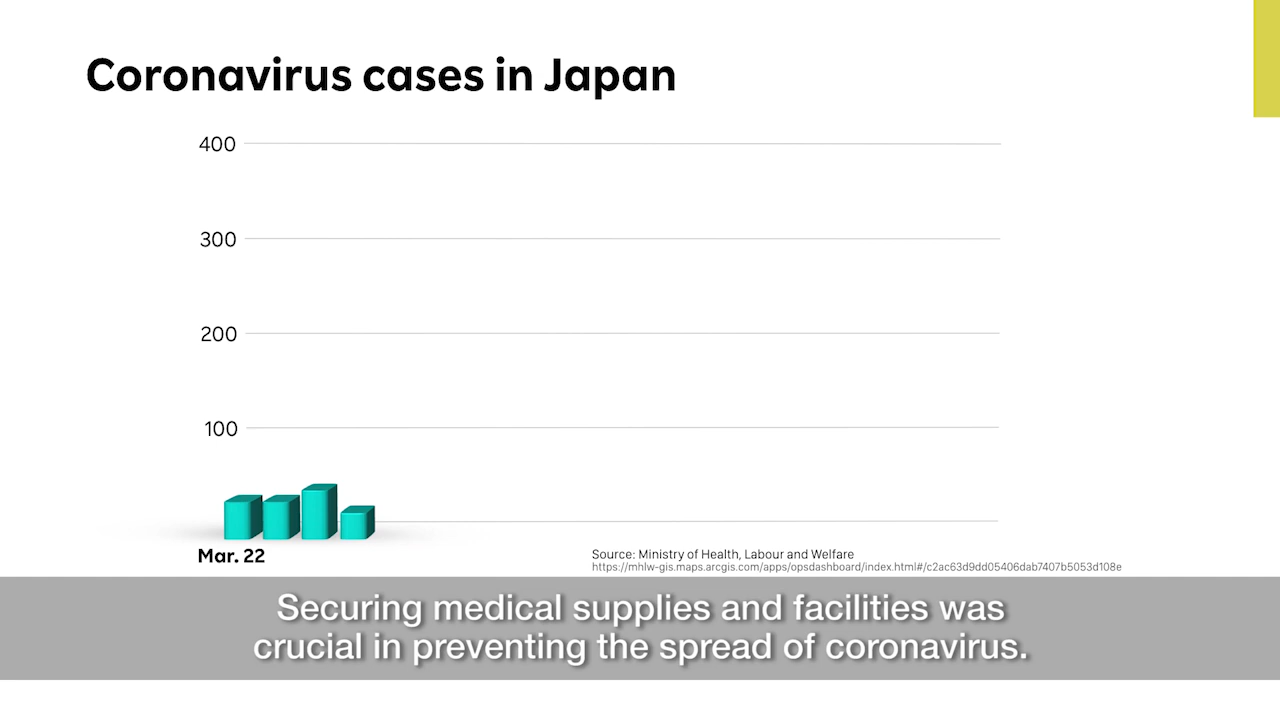 Coronavirus cases in Japan
400
300
200
100
Mar. 22
Source: Ministry of Health, Labour and Welfare
https://mhlw-gis.maps.arcgis.com/apps/opsdashboard/index.html#/c2ac63d9dd05406dab7407b5053d108e
Securing medical supplies and facilities was
crucial in preventing the spread of coronavirus.